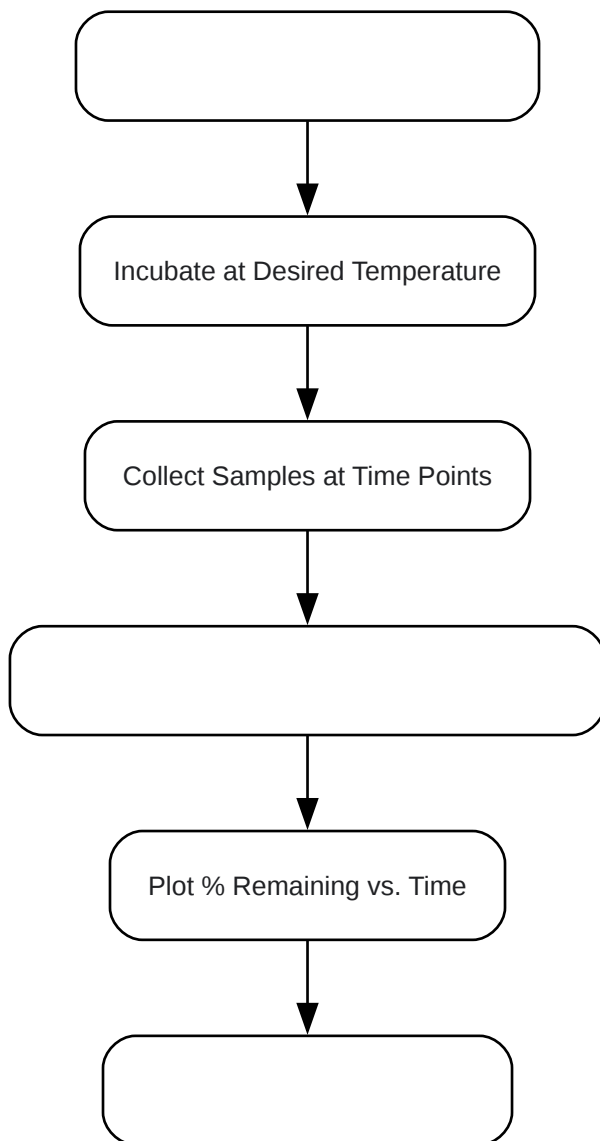 Incubate at Desired Temperature
Collect Samples at Time Points
Plot % Remaining vs. Time